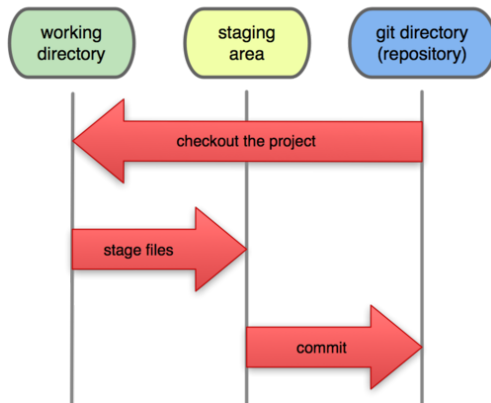 working
directory
staging
area
git directory
(repository)
checkout the project
stage files
commit